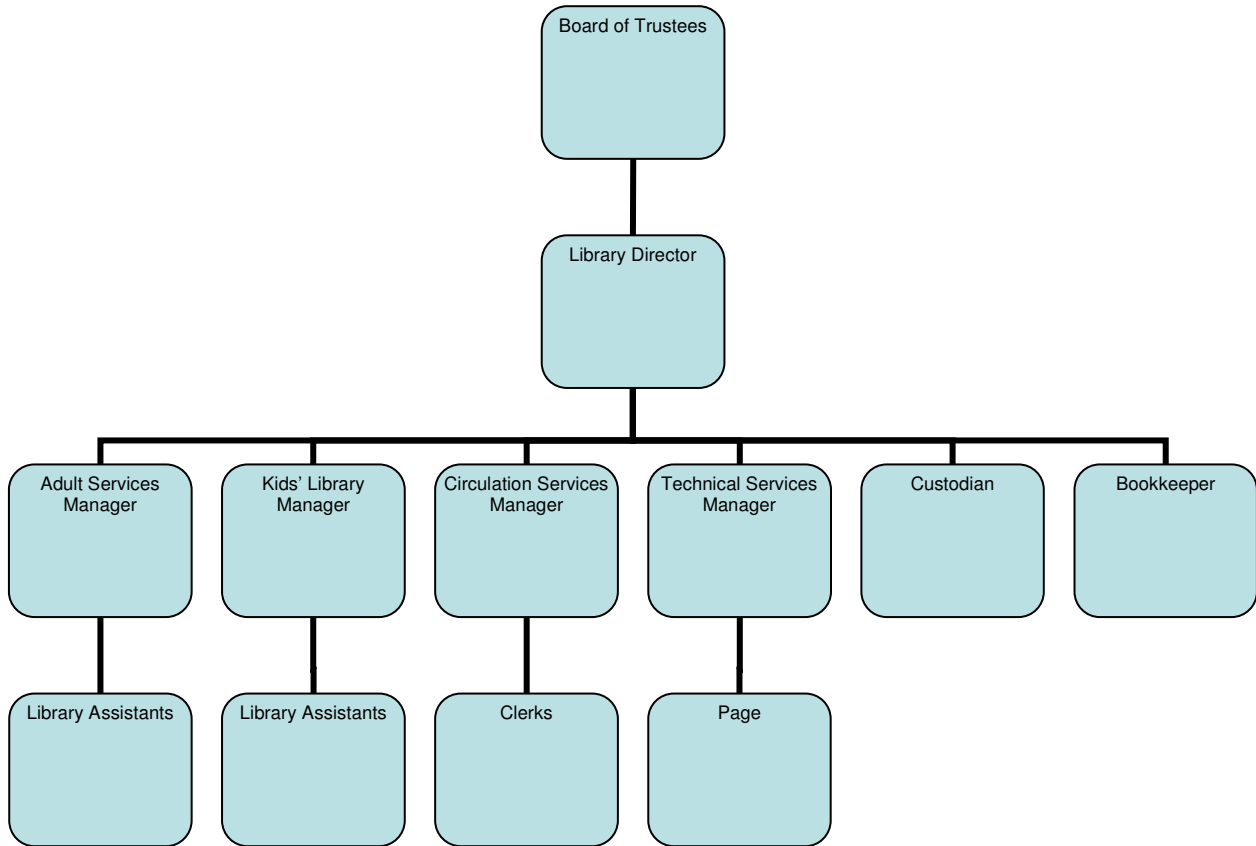 Board of Trustees
Library Director
Adult Services
Manager
Kids’ Library
Manager
Circulation Services
Manager
Technical Services
Manager
Custodian
Bookkeeper
Library Assistants
Library Assistants
Clerks
Page